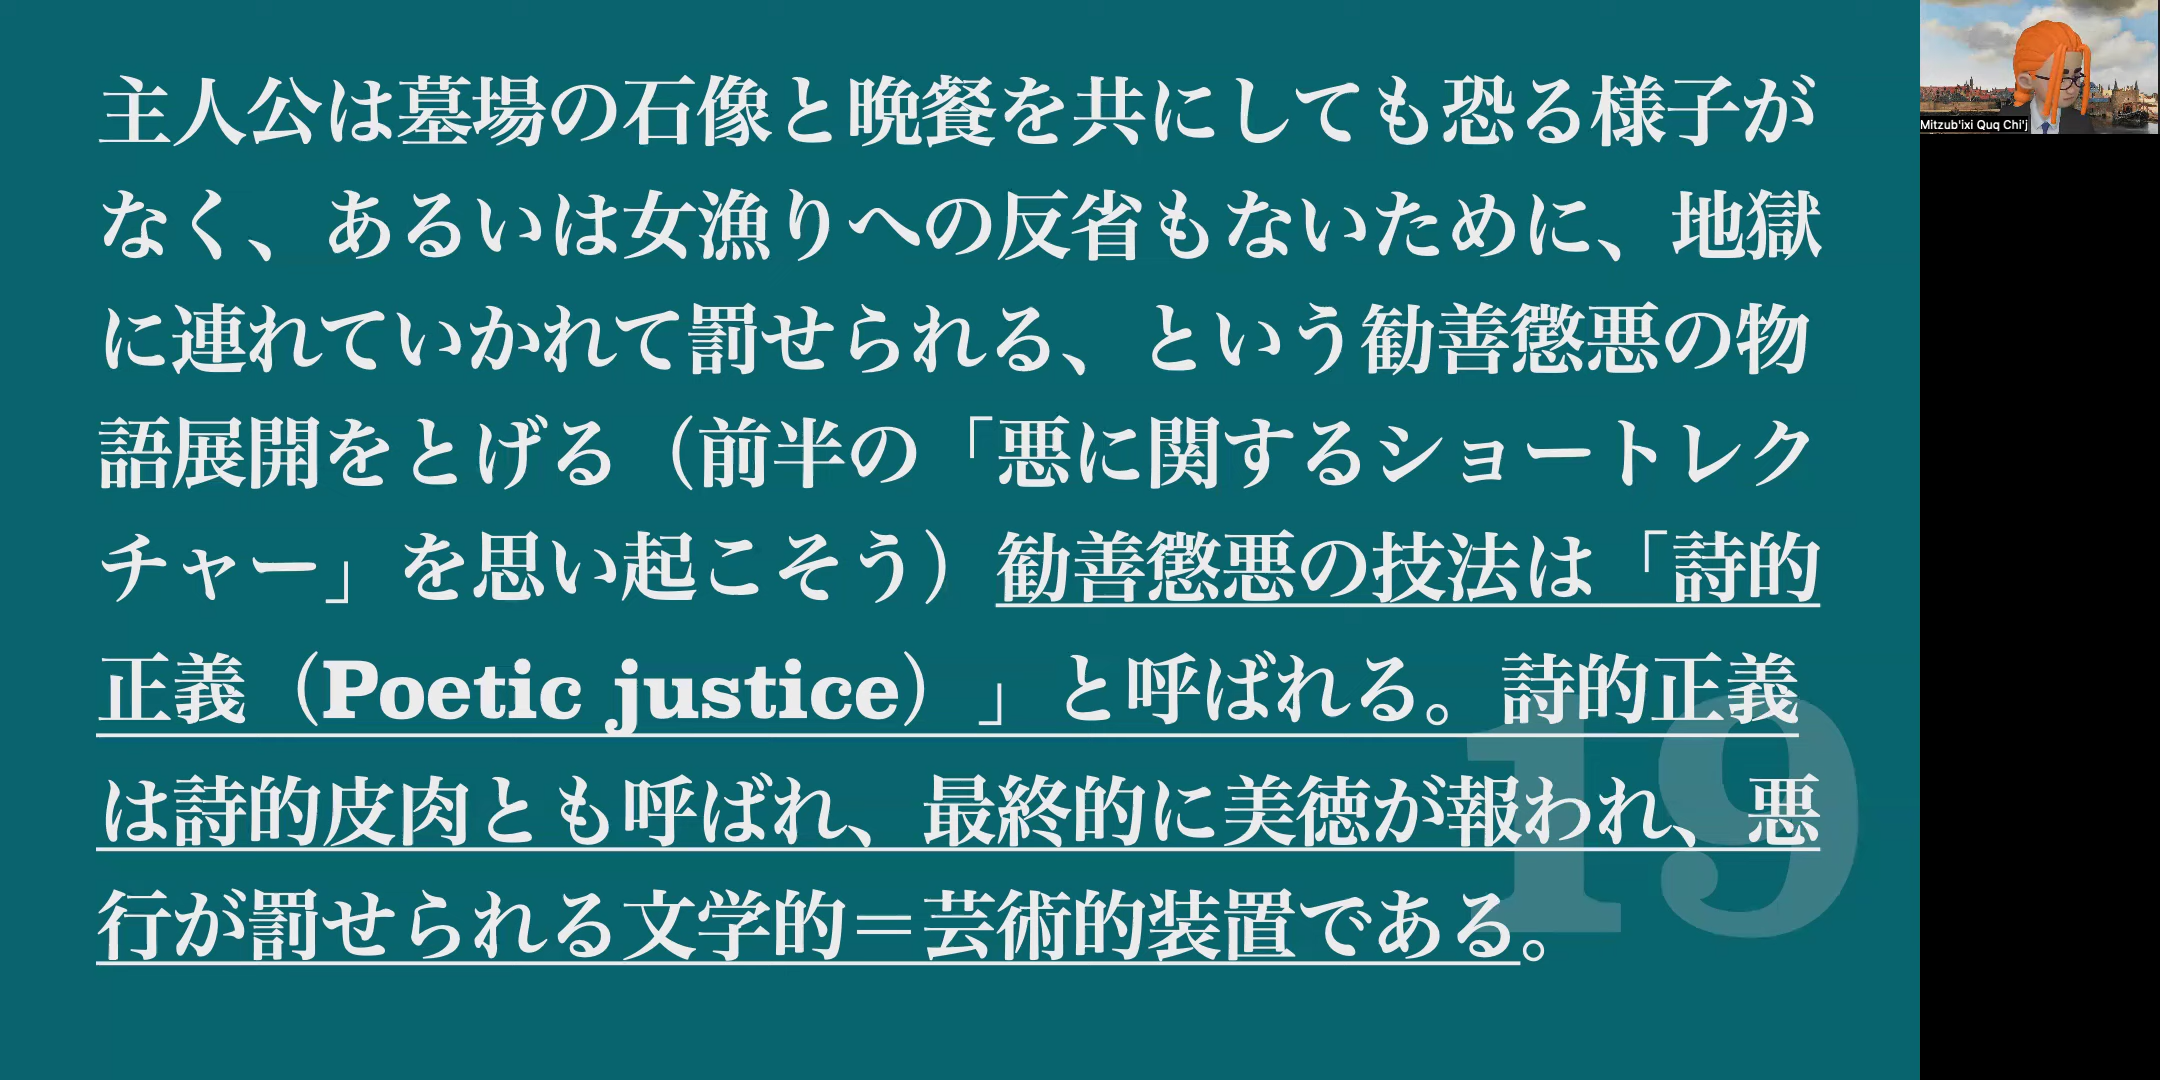 主人公は墓場の石像と晩餐を共にしても恐る様子が
なく、あるいは女漁りへの反省もないために、地獄
に連れていかれて罰せられる、という勧善懲悪の物
語展開をとげる（前半の「悪に関するショートレク
チャー」を思い起こそう）勧善懲悪の技法は「詩的
正義（Poetic justice）」と呼ばれる。詩的正義
は詩的皮肉とも呼ばれ、最終的に美徳が報われ、悪
行が罰せられる文学的＝芸術的装置である。
19
Mitzub'ixi Quq Chi'j